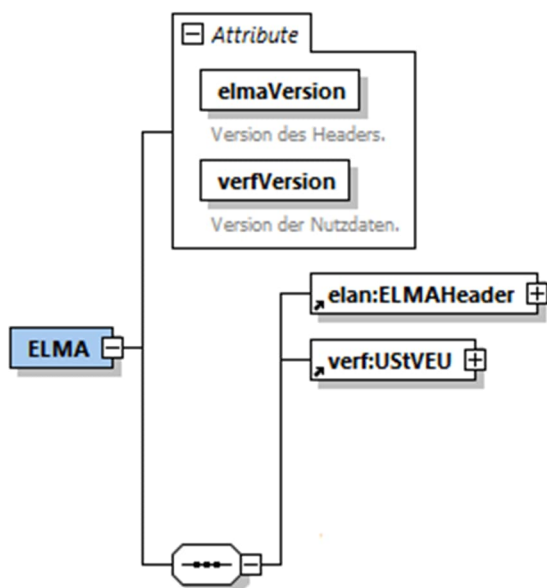 Attribute
elmaVersion
Version des Headers.
verfVersion
Version der Nutzdaten.
elan:ELMAHeader
ELMA
verf:UStVEU